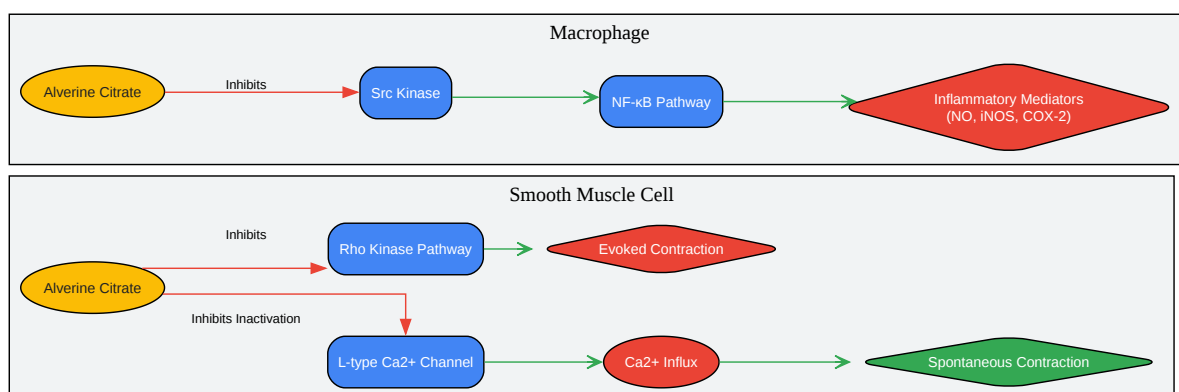 Macrophage
Alverine Citrate
Inhibits
Src Kinase
NF-κB Pathway
Inflammatory Mediators
(NO, iNOS, COX-2)
Smooth Muscle Cell
Inhibits
Rho Kinase Pathway
Evoked Contraction
Alverine Citrate
Inhibits Inactivation
L-type Ca2+ Channel
Ca2+ Influx
Spontaneous Contraction